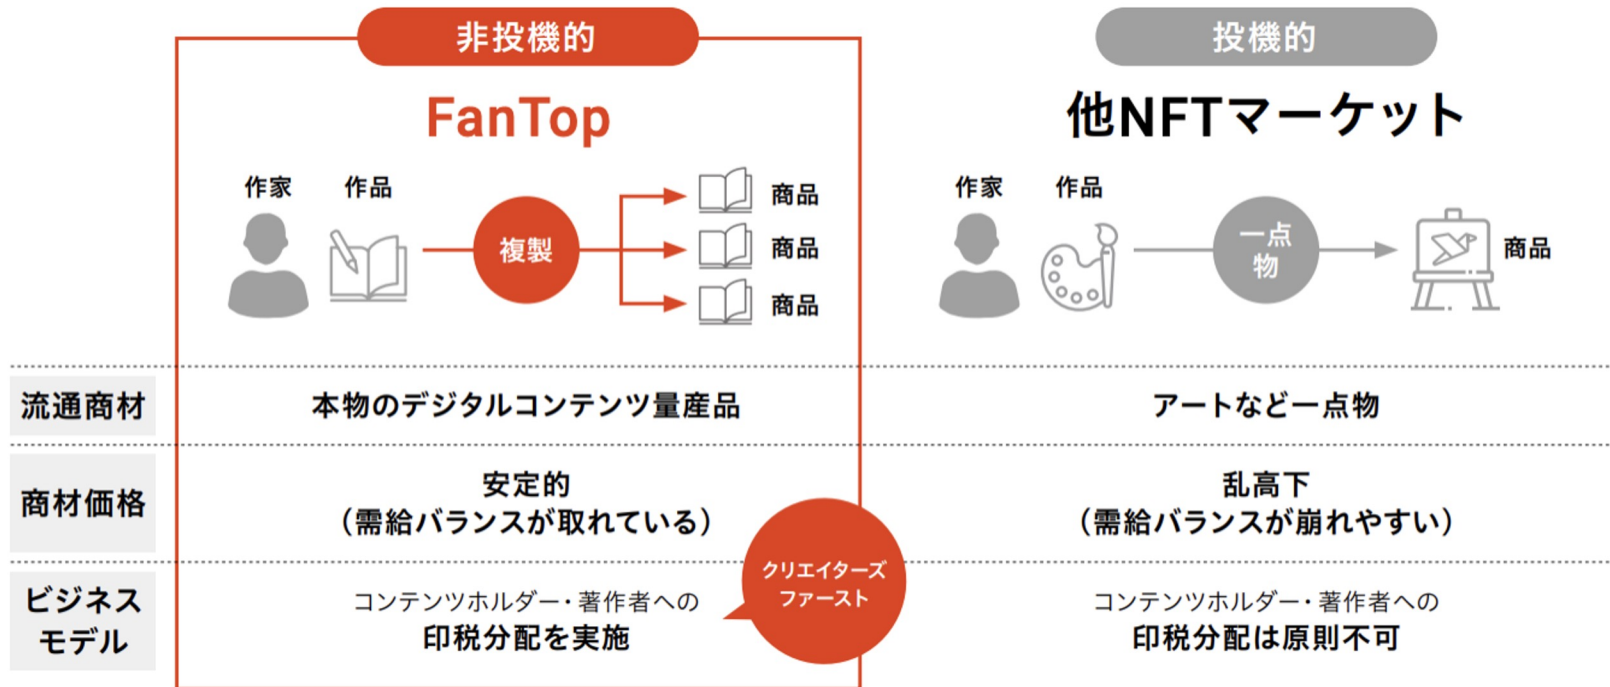 非投機的
FanTop
作家
作品
複製
商品
商品
商品
投機的
他NFTマーケット
作家
作品
一点
物
商品
流通商材
本物のデジタルコンテンツ量産品
アートなど一点物
商材価格
安定的
（需給バランスが取れている）
乱高下
（需給バランスが崩れやすい）
ビジネス
モデル
コンテンツホルダー・著作者への
印税分配を実施
クリエイターズ
ファースト
コンテンツホルダー・著作者への
印税分配は原則不可